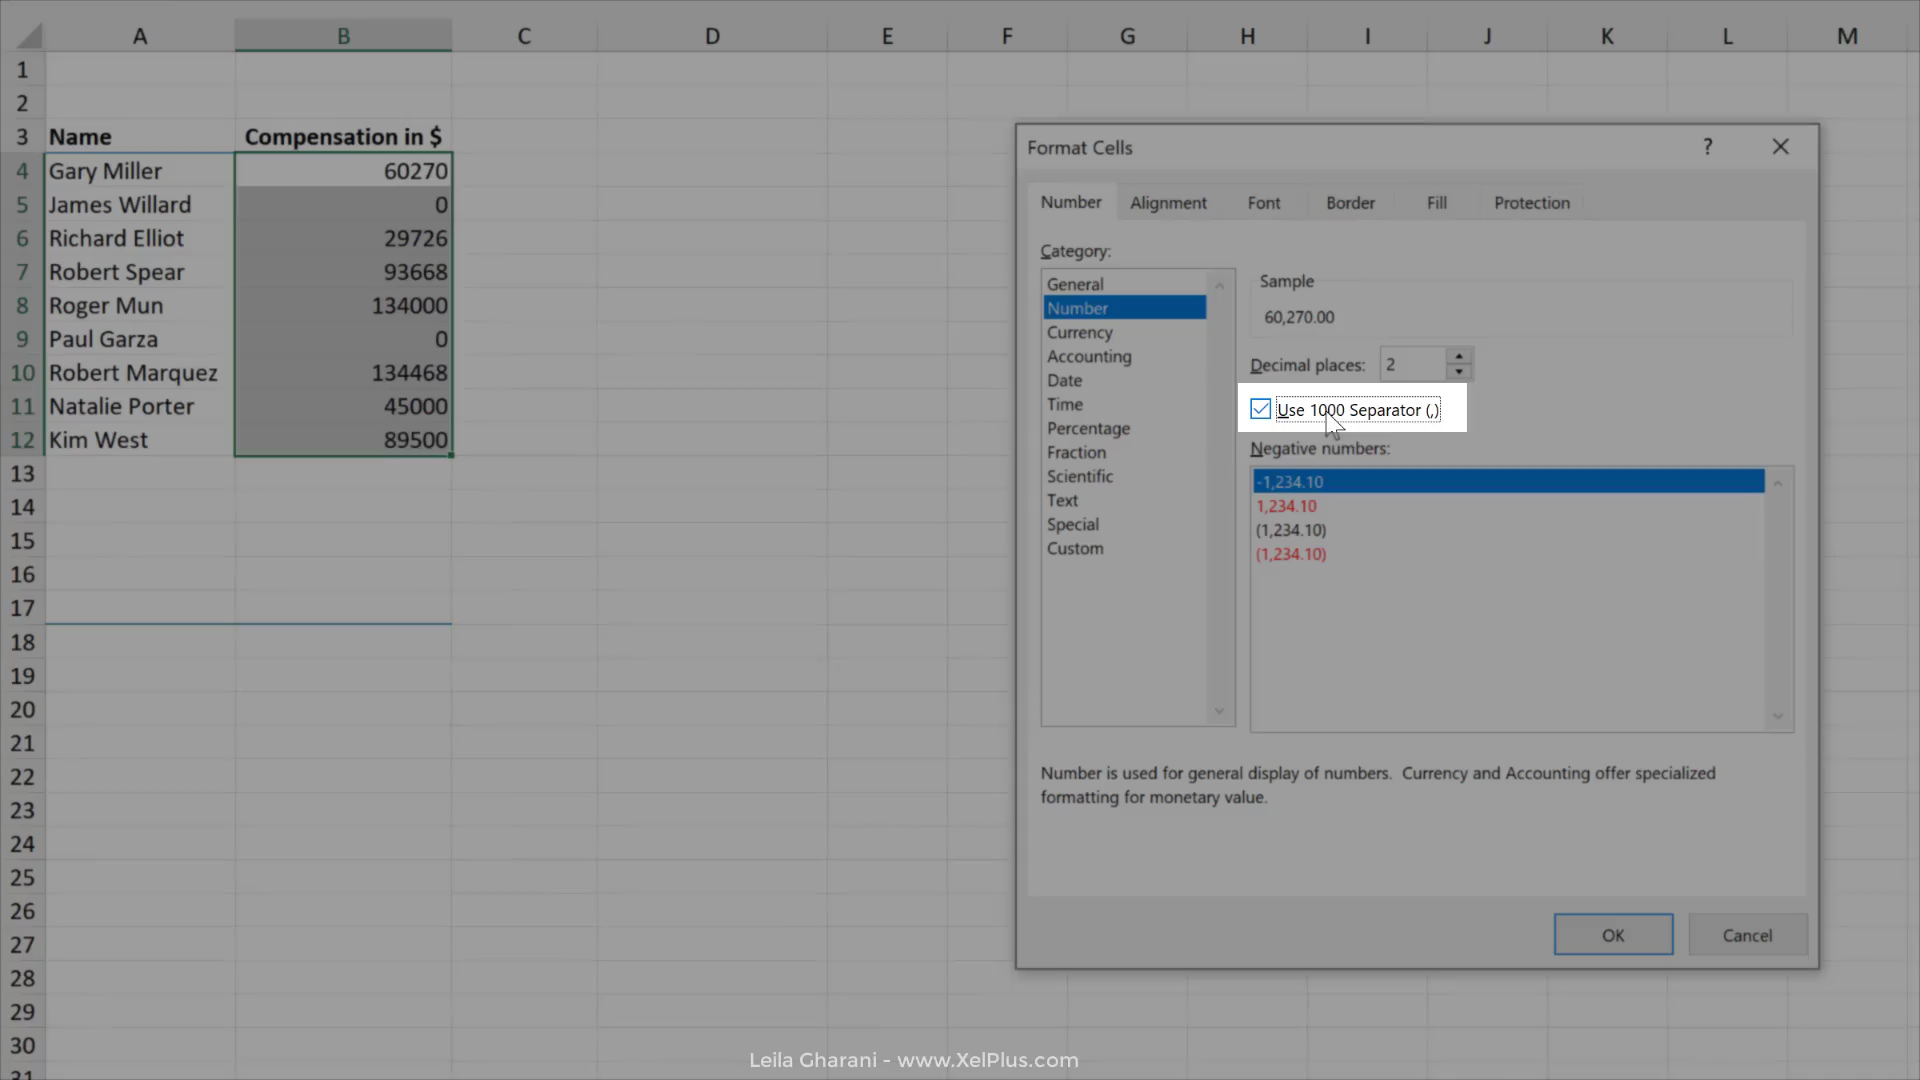 A B C D E F G H I J K L M
1
2
3 Name Compensation in $
4 Gary Miller 60270
5 James Willard 0
6 Richard Elliot 29726
7 Robert Spear 93668
8 Roger Mun 134000
9 Paul Garza 0
10 Robert Marquez 134468
11 Natalie Porter 45000
12 Kim West 89500
13
14
15
16
17
18
19
20
21
22
23
24
25
26
27
28
29
30
31
Format Cells ?
Number Alignment Font Border Fill Protection
Category:
General
Number
Currency
Accounting
Date
Time
Percentage
Fraction
Scientific
Text
Special
Custom
Sample
60,270.00
Decimal places: 2
Use 1000 Separator (,)
Negative numbers:
-1,234.10
1,234.10
(1,234.10)
(1,234.10)
Number is used for general display of numbers. Currency and Accounting offer specialized
formatting for monetary value.
OK Cancel
Leila Gharani - www.XelPlus.com